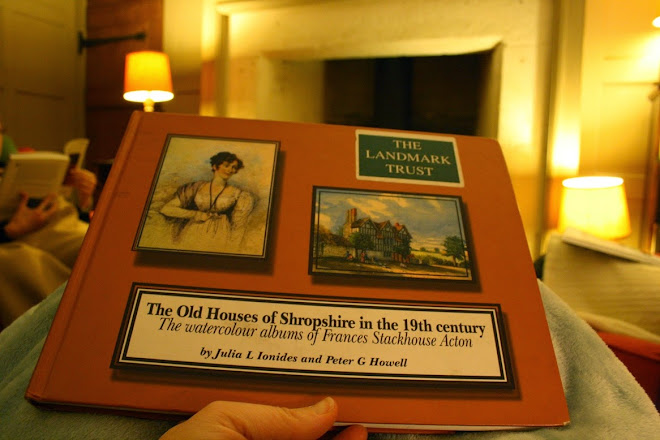 THE
LANDMARK
TRUST
The Old Houses of Shropshire in the 19th century
The watercolour albums of Frances Stackhouse Acton
by Julia L Ionides and Peter G Howell